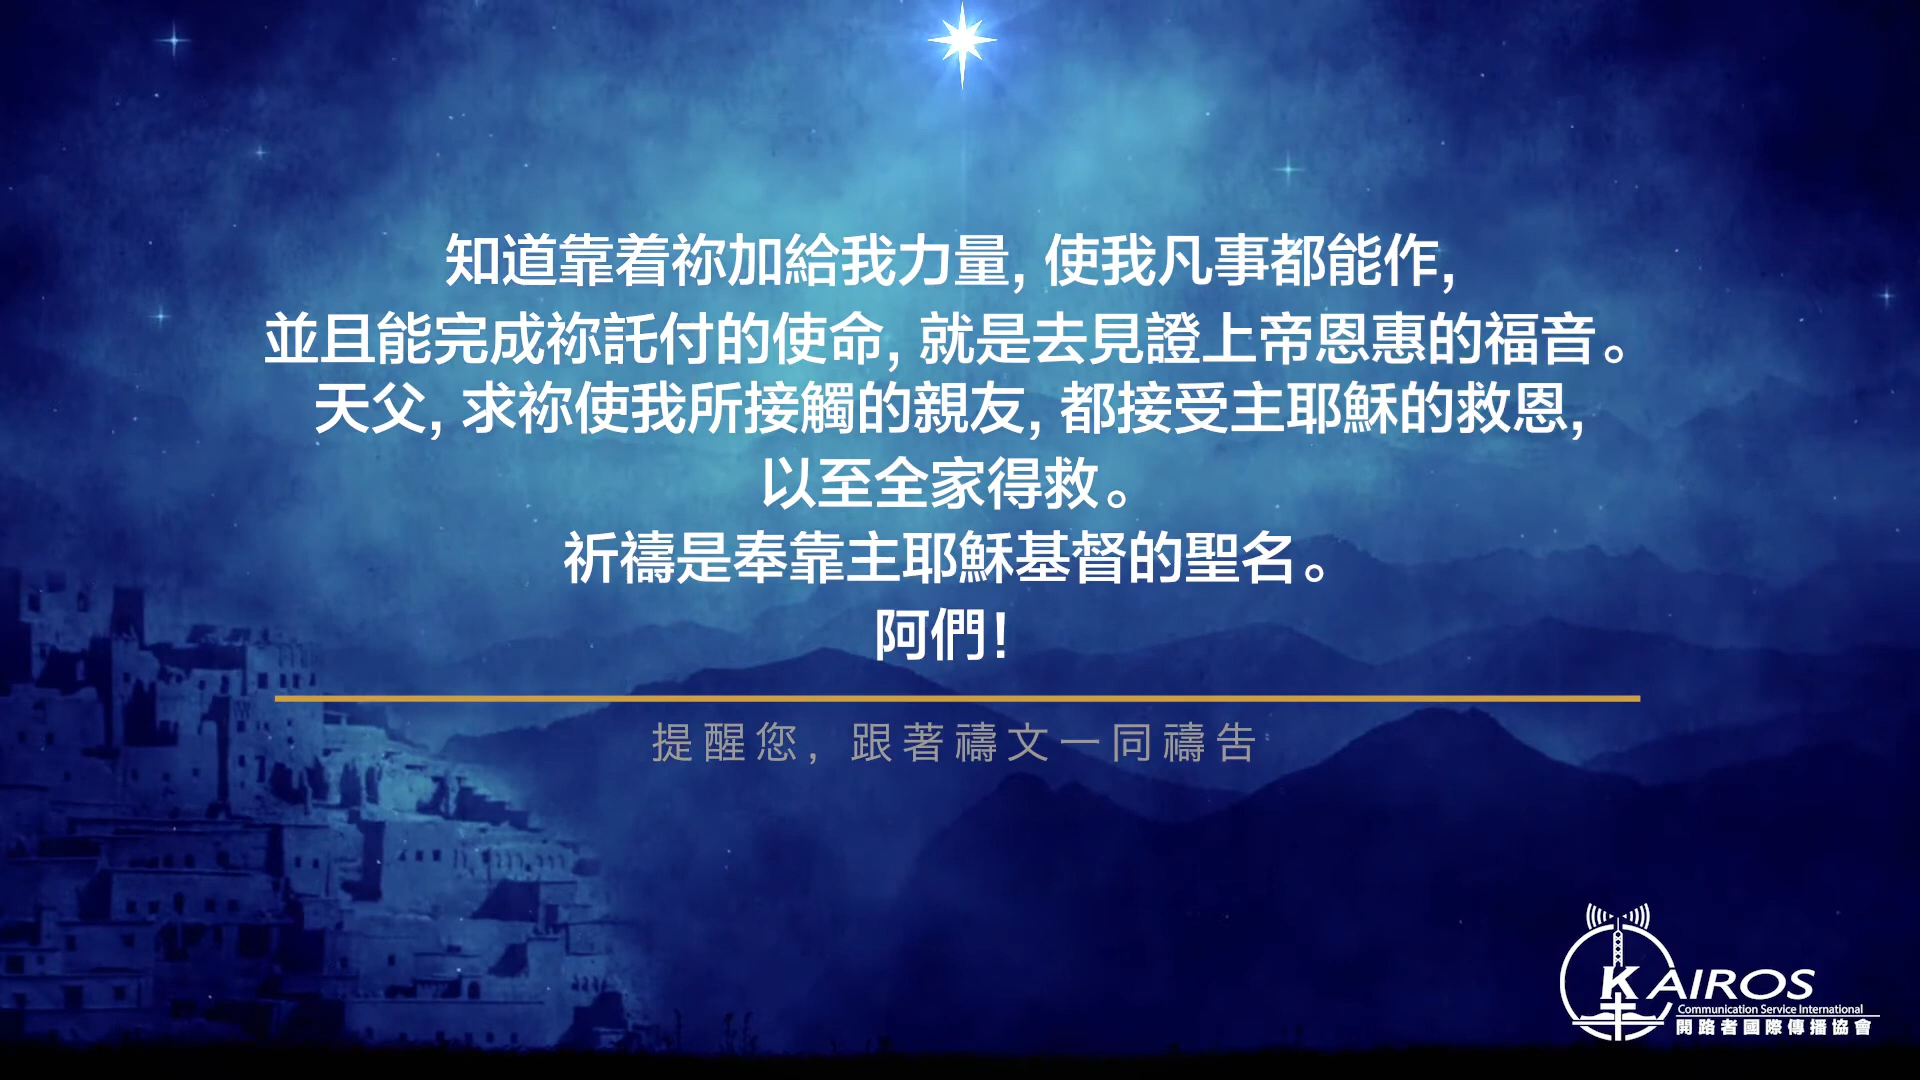 知道靠着祢加給我力量, 使我凡事都能作,
並且能完成祢託付的使命, 就是去見證上帝恩惠的福音。
天父, 求祢使我所接觸的親友, 都接受主耶穌的救恩,
以至全家得救。
祈禱是奉靠主耶穌基督的聖名。
阿們!
提醒您, 跟著禱文一同禱告
KAIROS
Communication Service International
開路者國際傳播協會